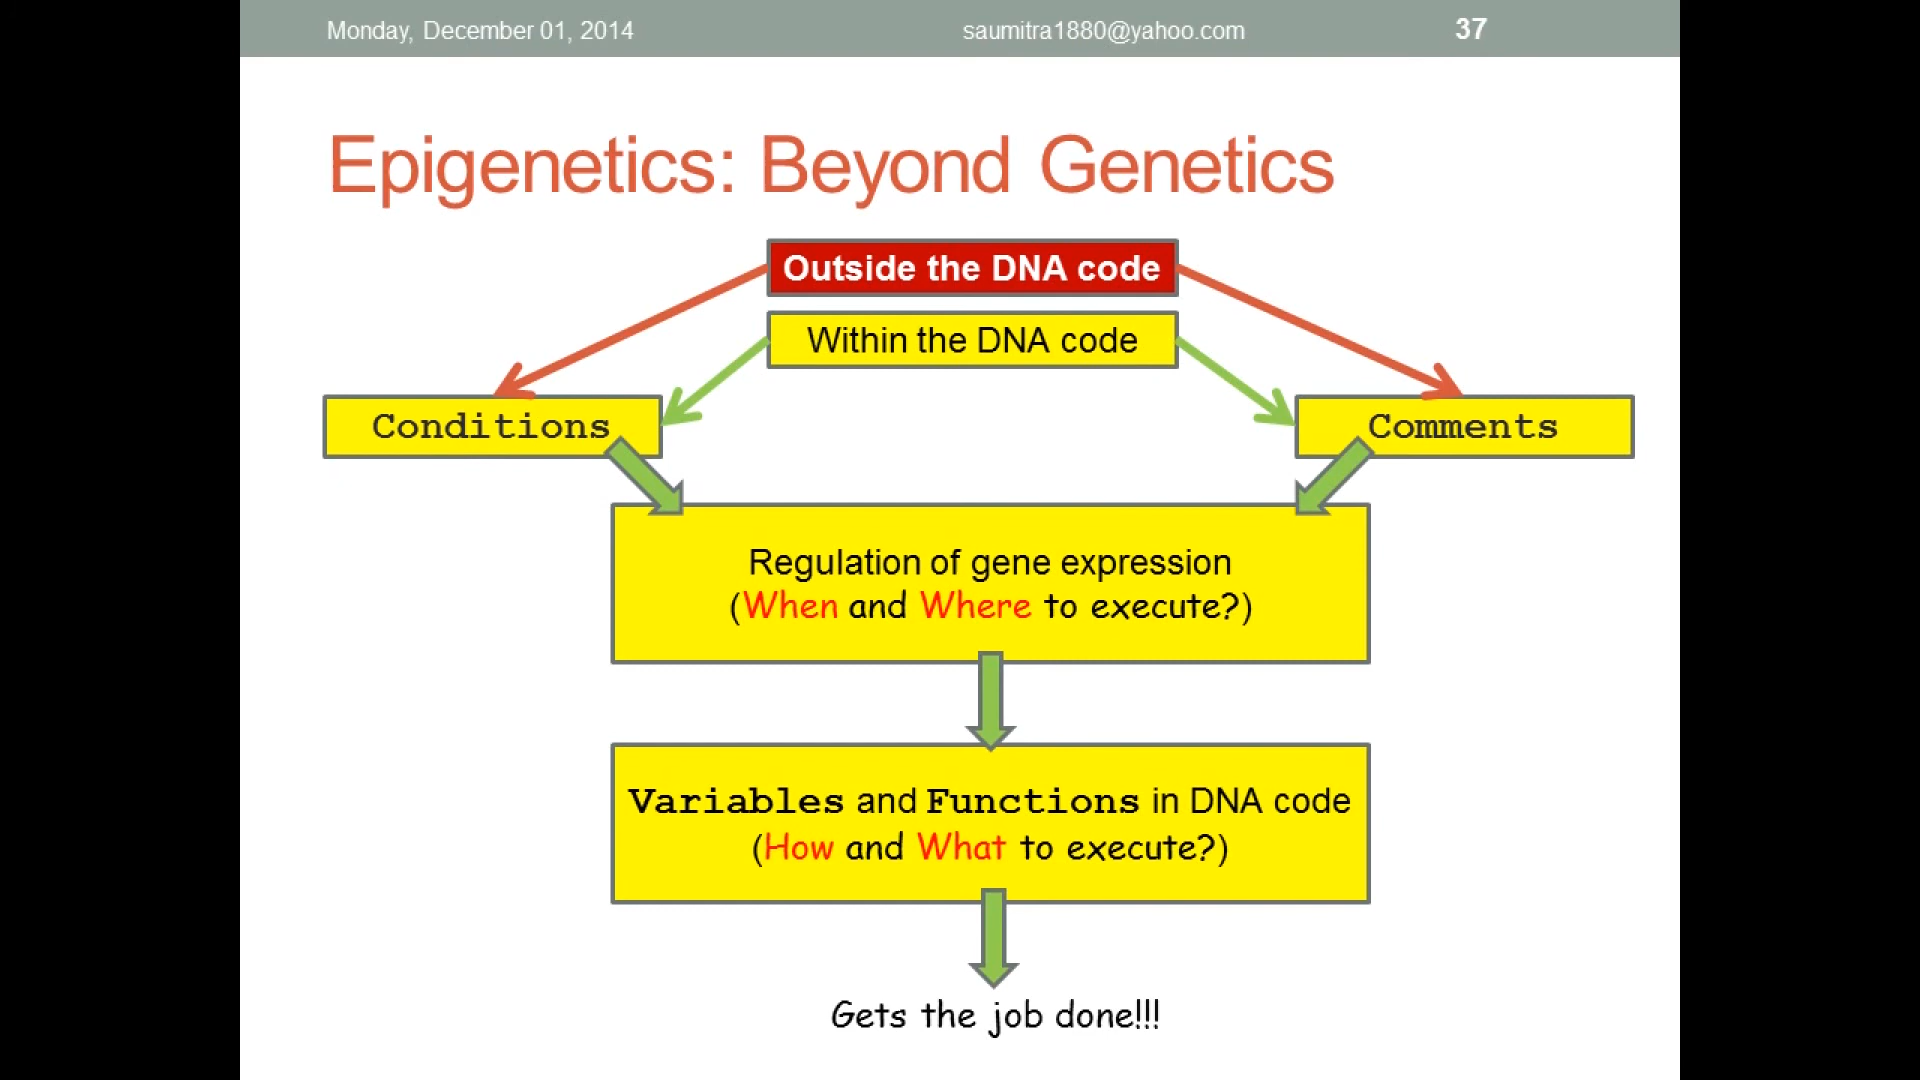 Monday, December 01, 2014
saumitra1880@yahoo.com
37
Epigenetics: Beyond Genetics
Outside the DNA code
Within the DNA code
Conditions
Comments
Regulation of gene expression
(When and Where to execute?)
Variables and Functions in DNA code
(How and What to execute?)
Gets the job done!!!